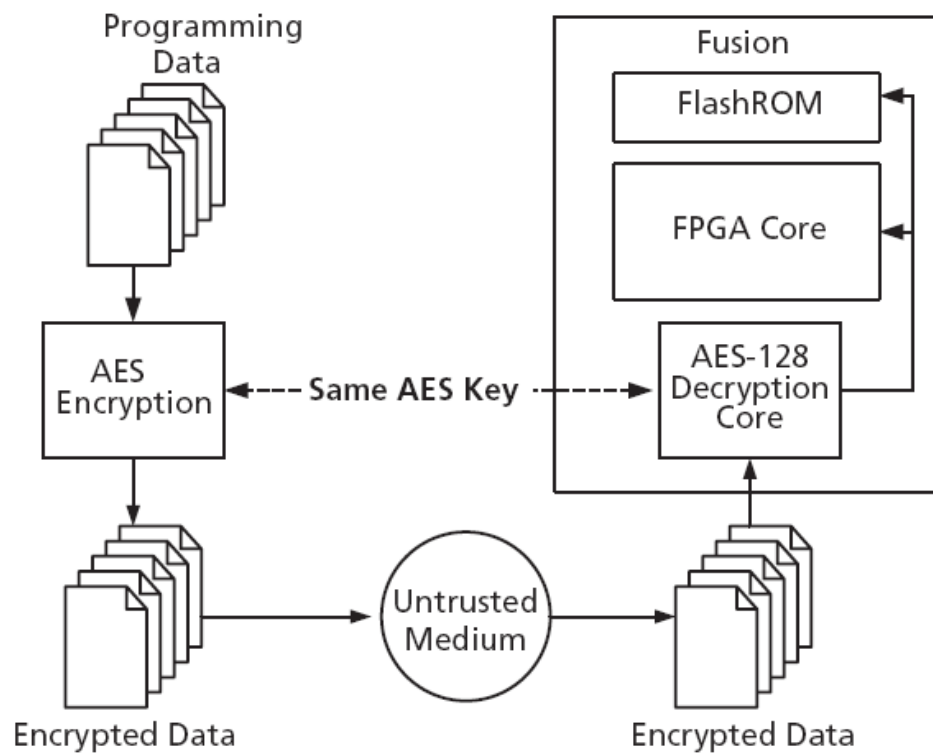 Programming
Data
Fusion
FlashROM
FPGA Core
AES
Encryption
Same AES Key
AES-128
Decryption
Core
Untrusted
Medium
Encrypted Data
Encrypted Data